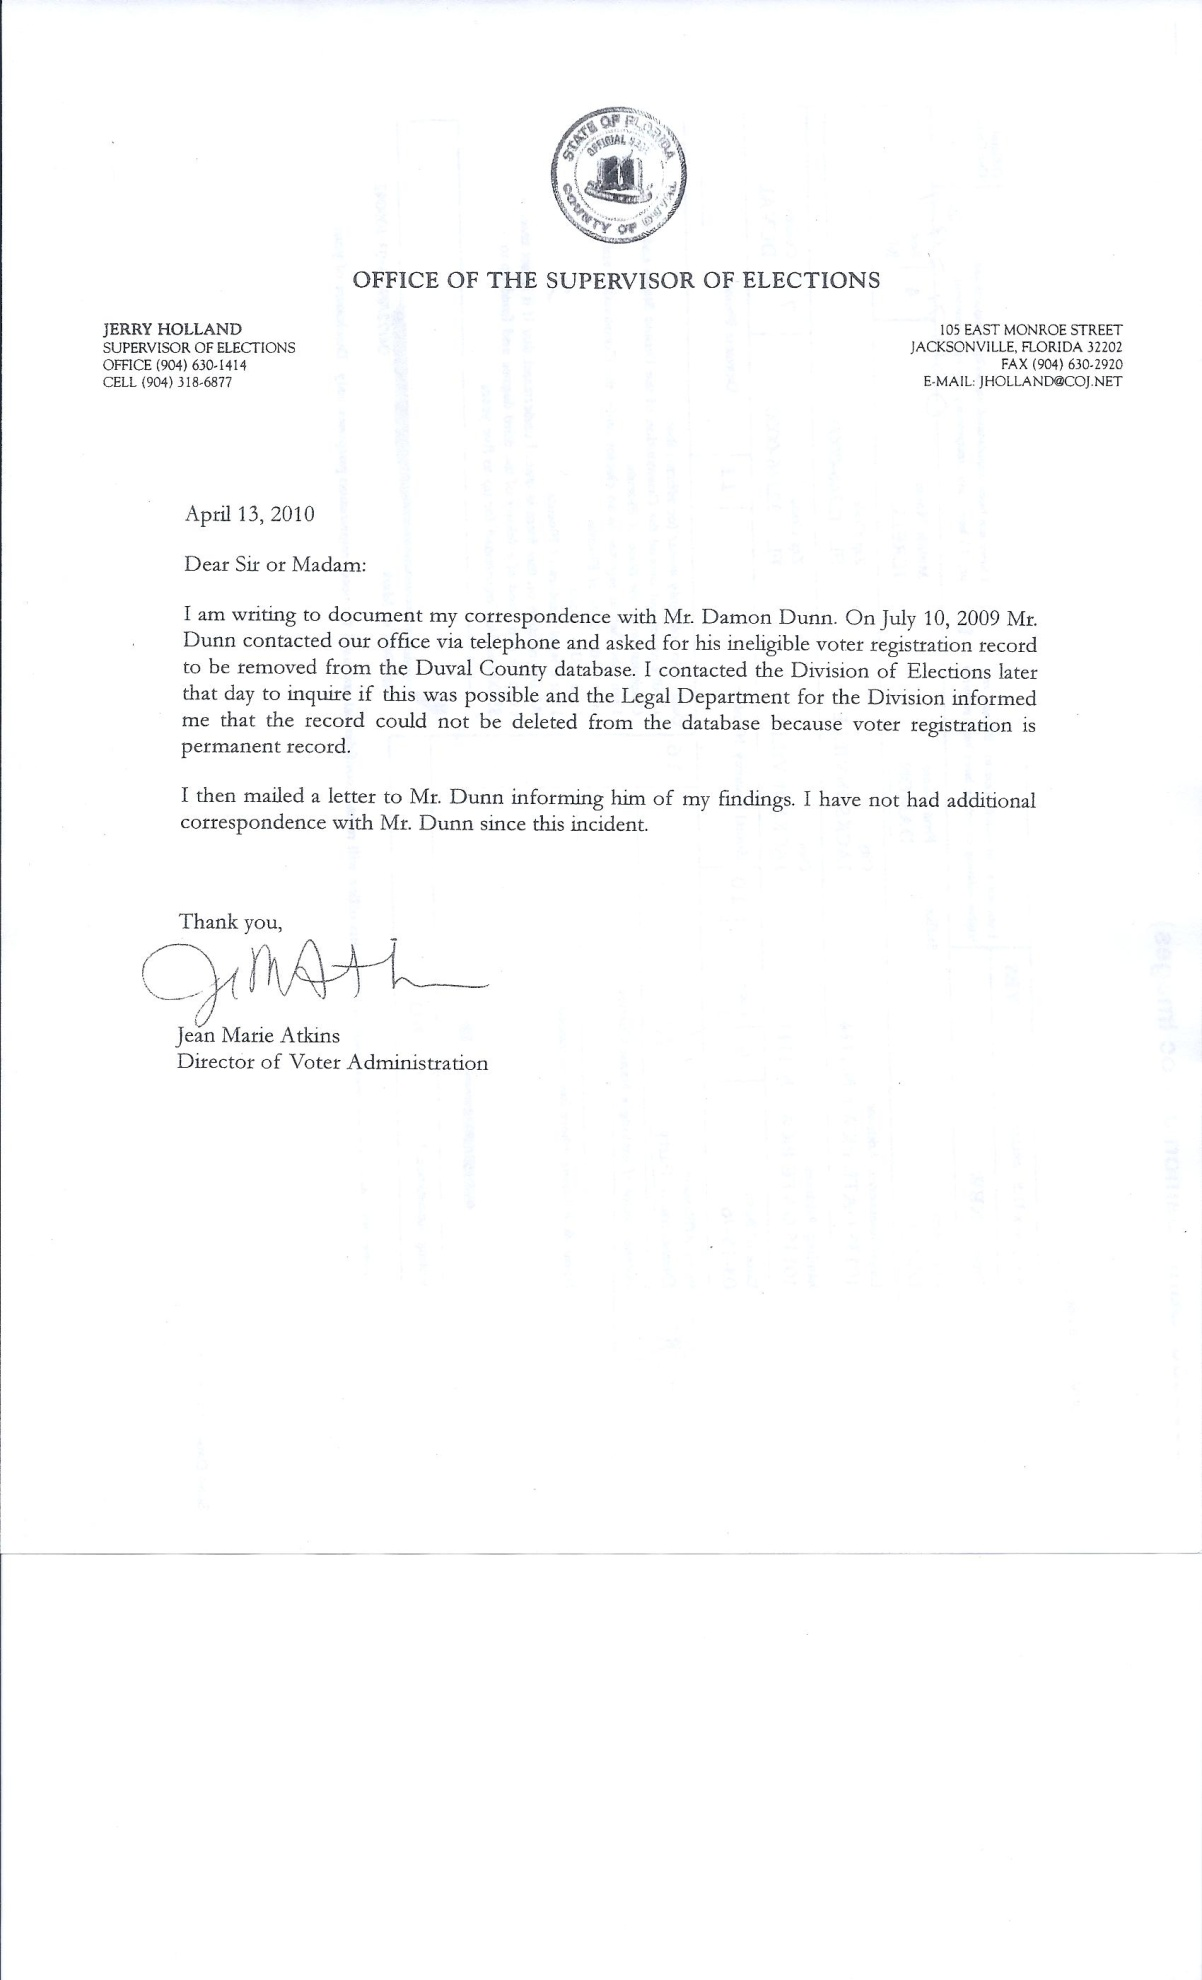 STATE OF FLORIDA
OFFICIAL SEAL
COUNTY OF DUVAL
OFFICE OF THE SUPERVISOR OF ELECTIONS
JERRY HOLLAND
SUPERVISOR OF ELECTIONS
OFFICE (904) 630-1414
CELL (904) 318-6877
105 EAST MONROE STREET
JACKSONVILLE, FLORIDA 32202
FAX (904) 630-2920
E-MAIL: JHOLLAND@COJ.NET
April 13, 2010
Dear Sir or Madam:
I am writing to document my correspondence with Mr. Damon Dunn. On July 10, 2009 Mr.
Dunn contacted our office via telephone and asked for his ineligible voter registration record
to be removed from the Duval County database. I contacted the Division of Elections later
that day to inquire if this was possible and the Legal Department for the Division informed
me that the record could not be deleted from the database because voter registration is
permanent record.
I then mailed a letter to Mr. Dunn informing him of my findings. I have not had additional
correspondence with Mr. Dunn since this incident.
Thank you,
Jean Marie Atkins
Director of Voter Administration